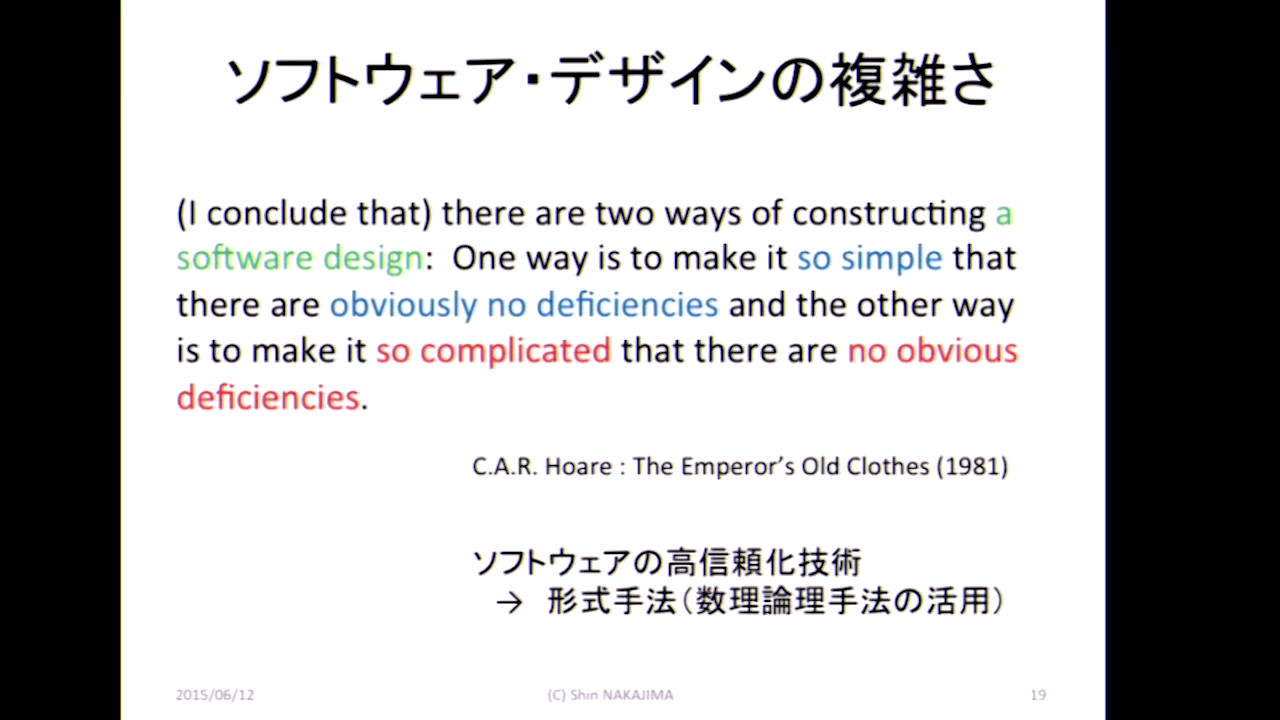 ソフトウェア・デザインの複雑さ
(I conclude that) there are two ways of constructing a
software design:  One way is to make it so simple that
there are obviously no deficiencies and the other way
is to make it so complicated that there are no obvious
deficiencies.
C.A.R. Hoare : The Emperor’s Old Clothes (1981)
ソフトウェアの高信頼化技術
→ 形式手法（数理論理手法の活用）
2015/06/12 (C) Shin NAKAJIMA 19